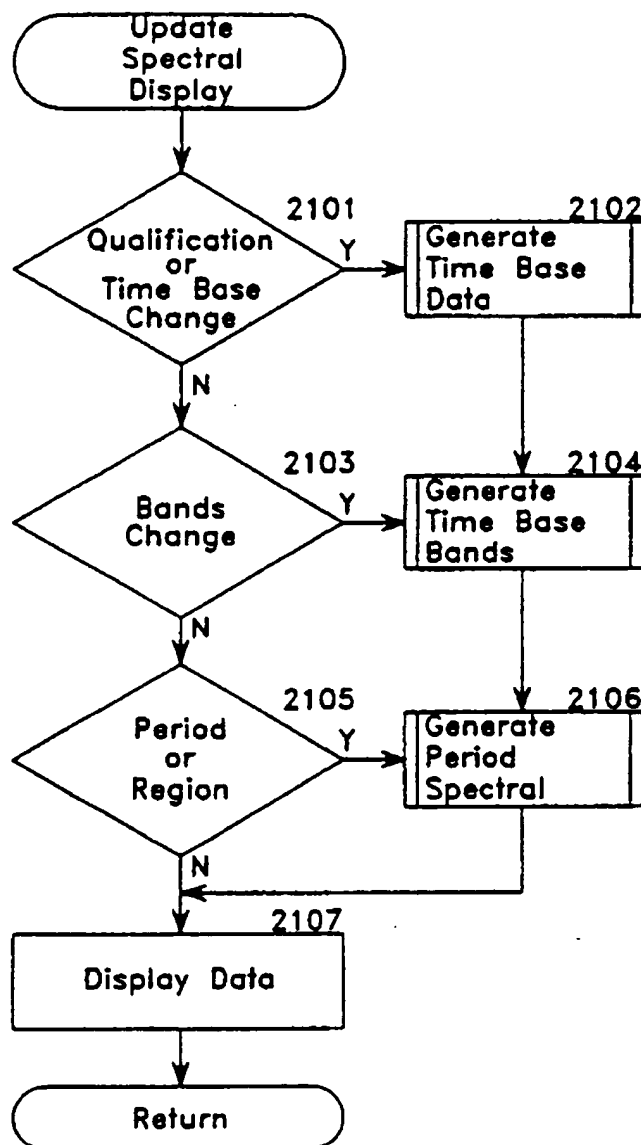 Update
Spectral
Display
2101
Qualification
or
Time Base
Change
Y
N
2102
Generate
Time Base
Data
2103
Bands
Change
Y
N
2104
Generate
Time Base
Bands
2105
Period
or
Region
Y
N
2106
Generate
Period
Spectral
2107
Display Data
Return